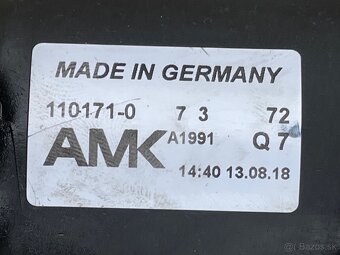 MADE IN GERMANY
110171-0 7 3 72
AMK A1991 Q 7
14:40 13.08.18
Bazos.sk